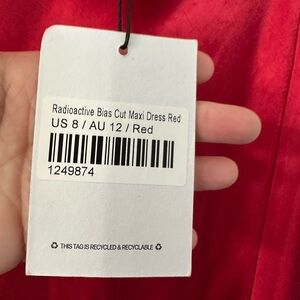 Radioactive Bias Cut Maxi Dress Red
US 8 / AU 12 / Red
1249874
♻ THIS TAG IS RECYCLED & RECYCLABLE ♻